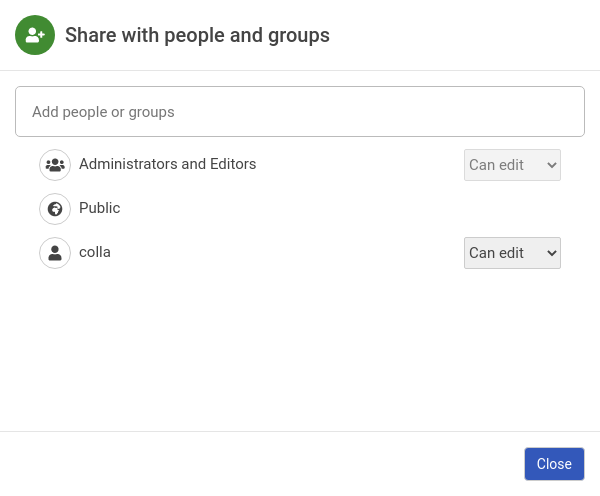 Share with people and groups
Add people or groups
Administrators and Editors Can edit
Public
colla Can edit
Close